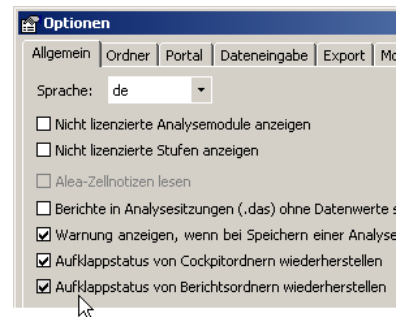 Optionen
Allgemein Ordner Portal Dateneingabe Export
Sprache: de
Nicht lizenzierte Analysemodule anzeigen
Nicht lizenzierte Stufen anzeigen
Alea-Zellnotizen lesen
Berichte in Analysesitzungen (.das) ohne Datenwerte
Warnung anzeigen, wenn bei Speichern einer Analyse
Aufklappstatus von Cockpitordnern wiederherstellen
Aufklappstatus von Berichtsordnern wiederherstellen